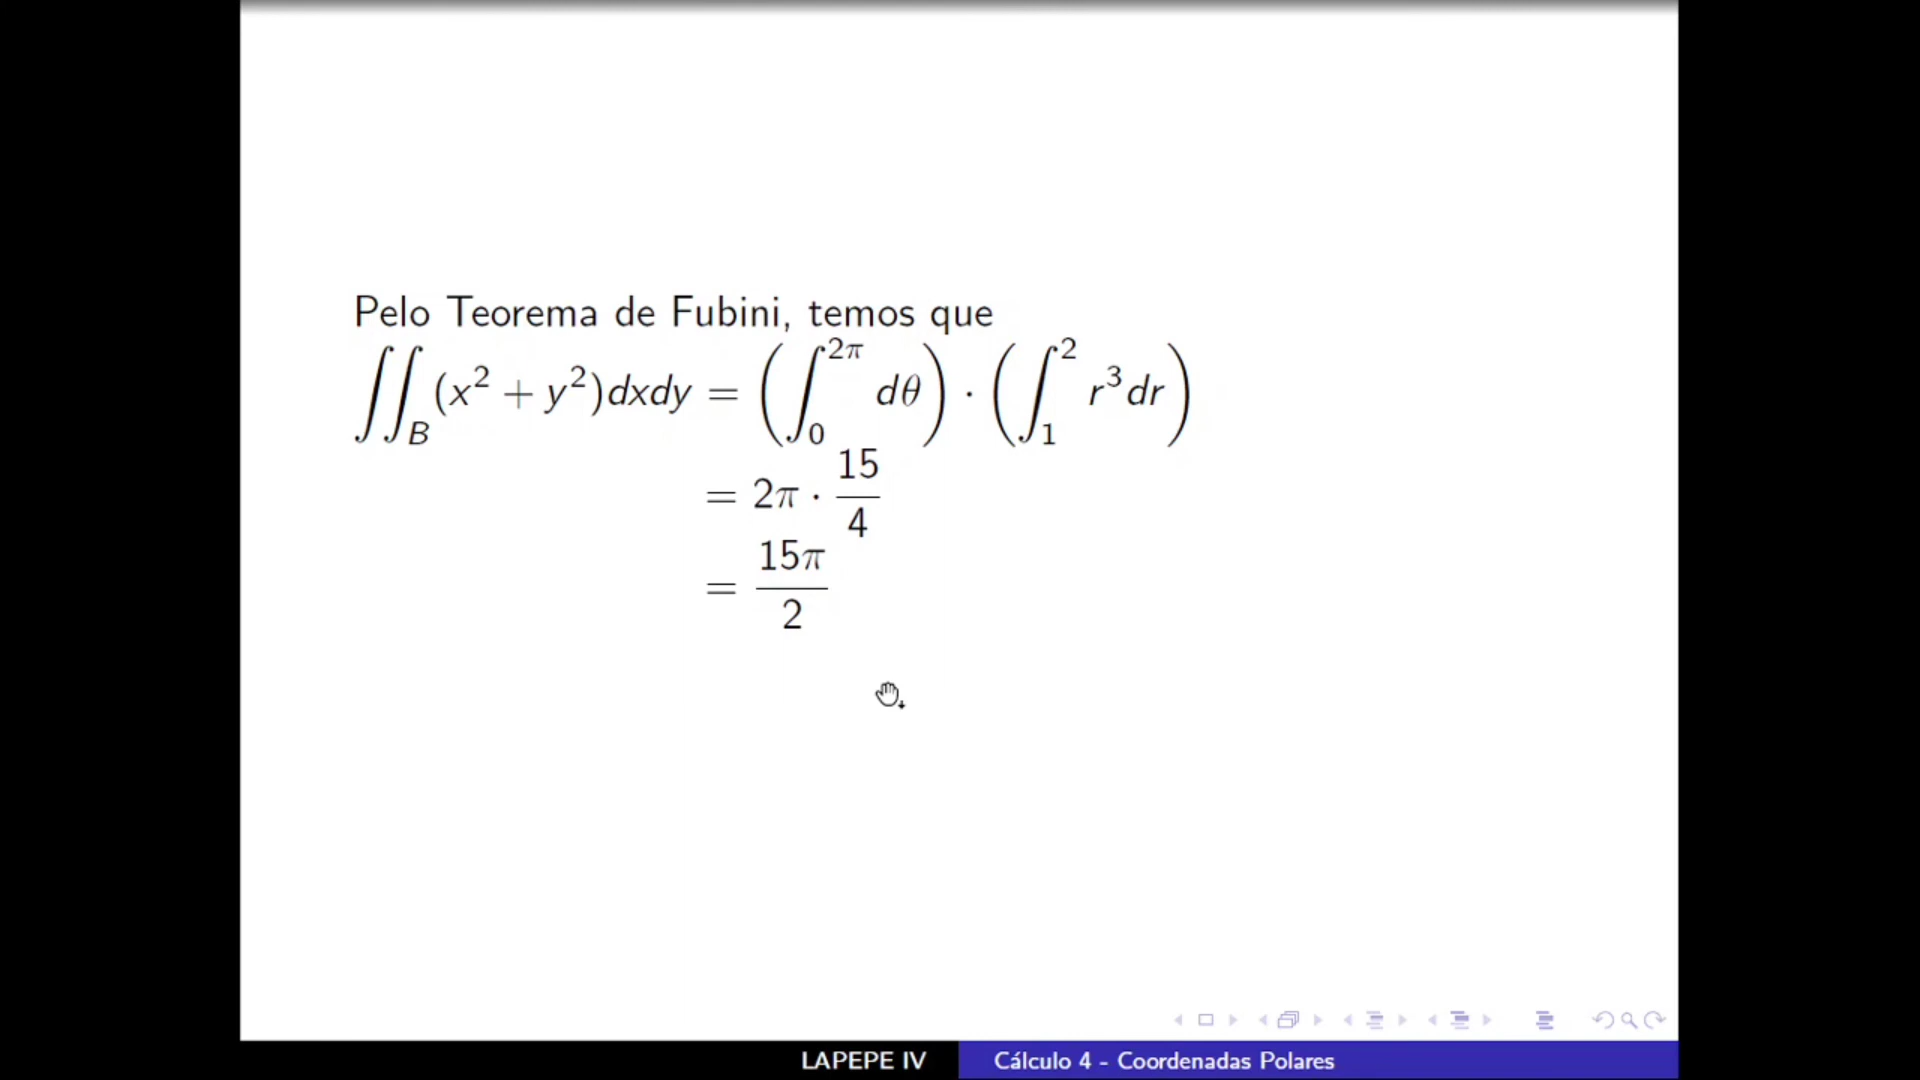 Pelo Teorema de Fubini, temos que
∬_B (x² + y²)dxdy = (∫_0^{2π} dθ) · (∫_1^2 r³dr)
= 2π · 15/4
= 15π/2
LAPEPE IV Cálculo 4 - Coordenadas Polares